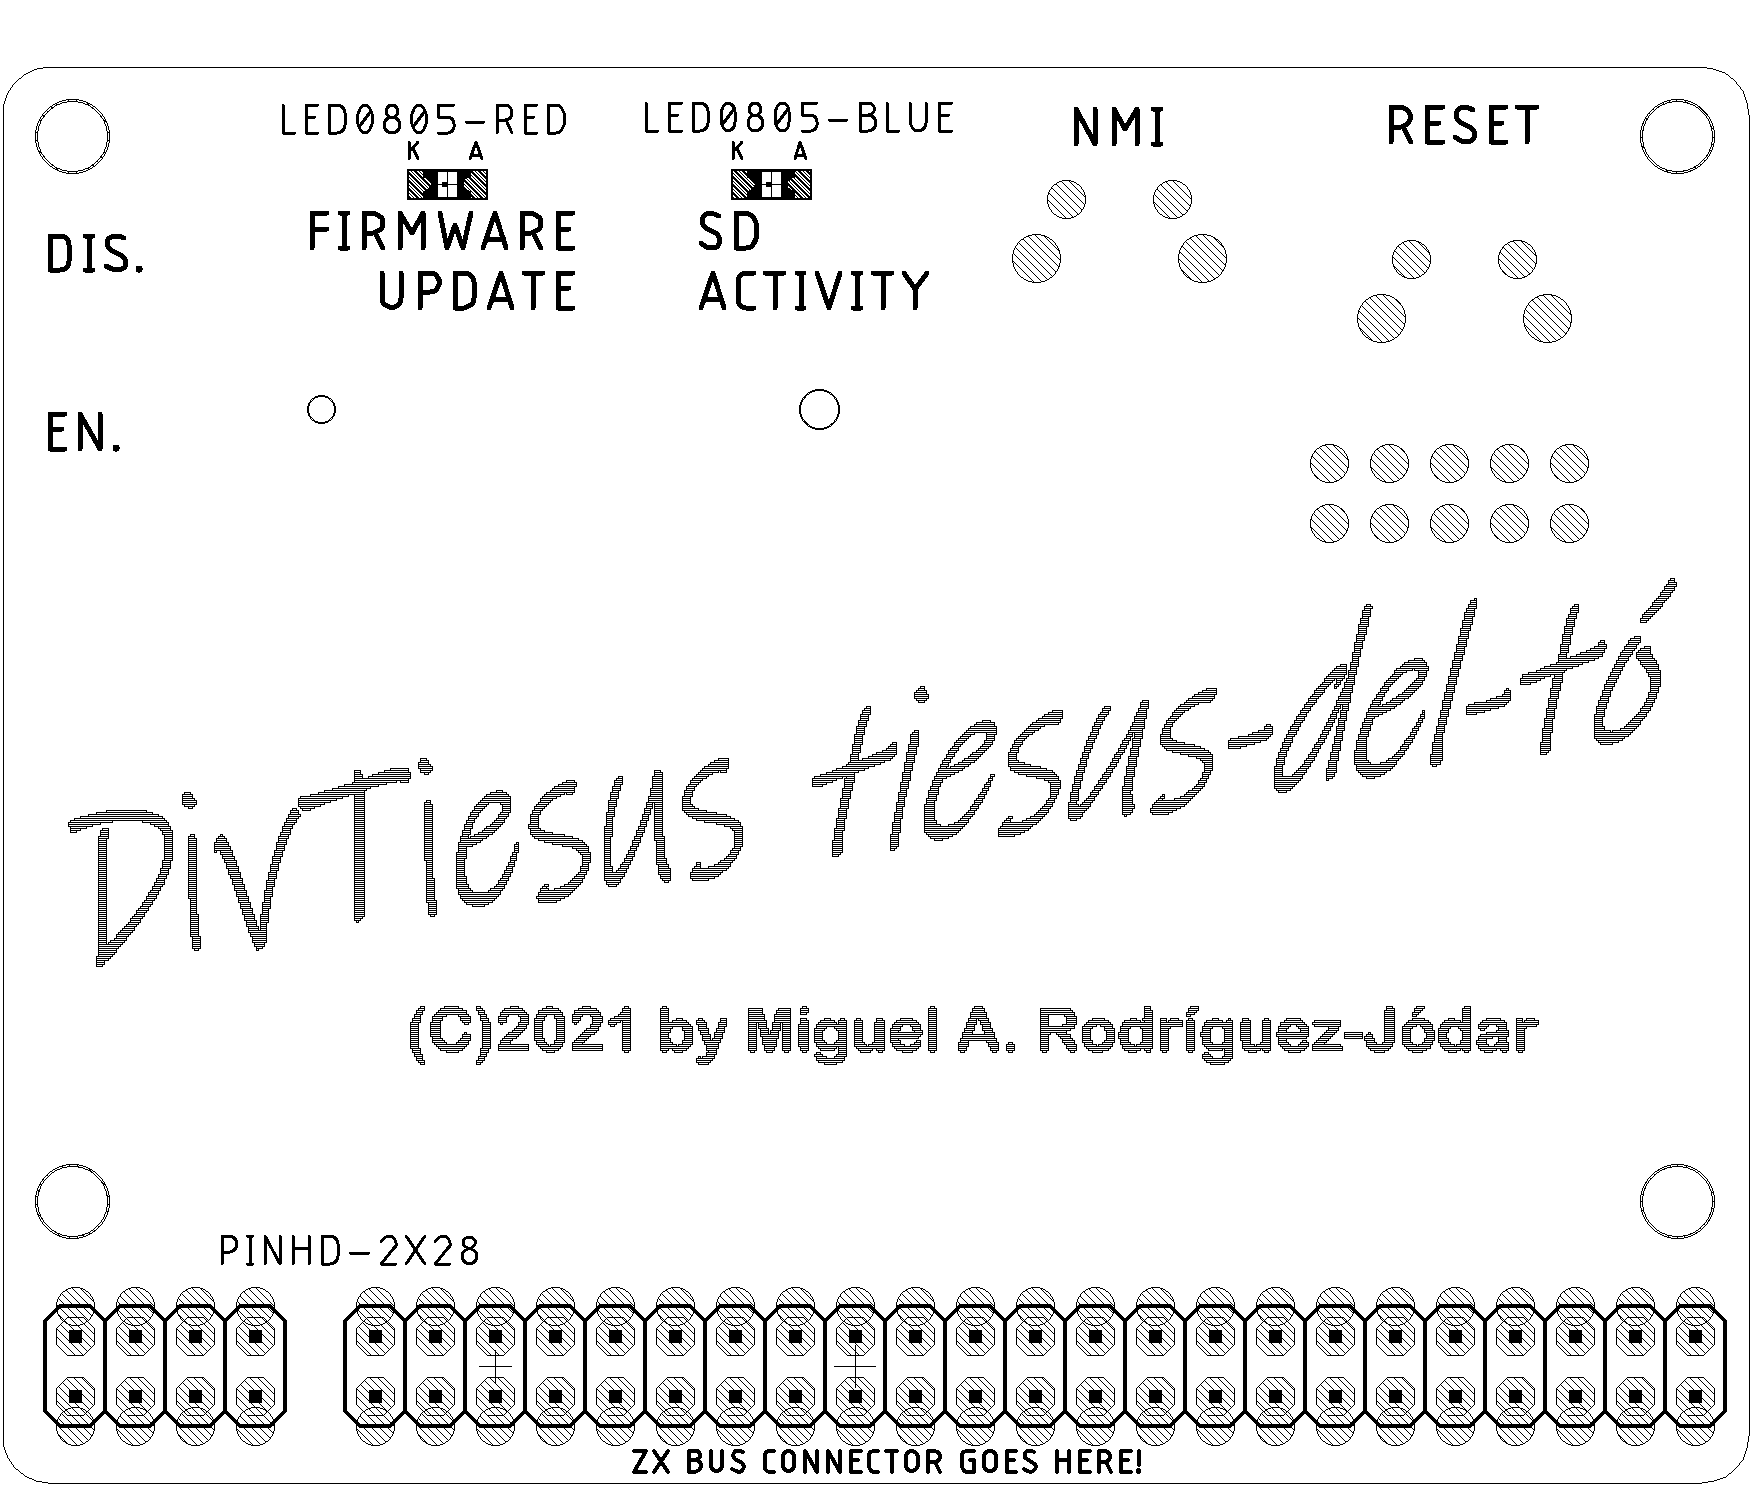 LED0805-RED LED0805-BLUE NMI RESET
K A K A
FIRMWARE
UPDATE
SD
ACTIVITY
DIS.
EN.
DivTiesus tiesus-del-tó
(C)2021 by Miguel A. Rodríguez-Jódar
PINHD-2X28
ZX BUS CONNECTOR GOES HERE!